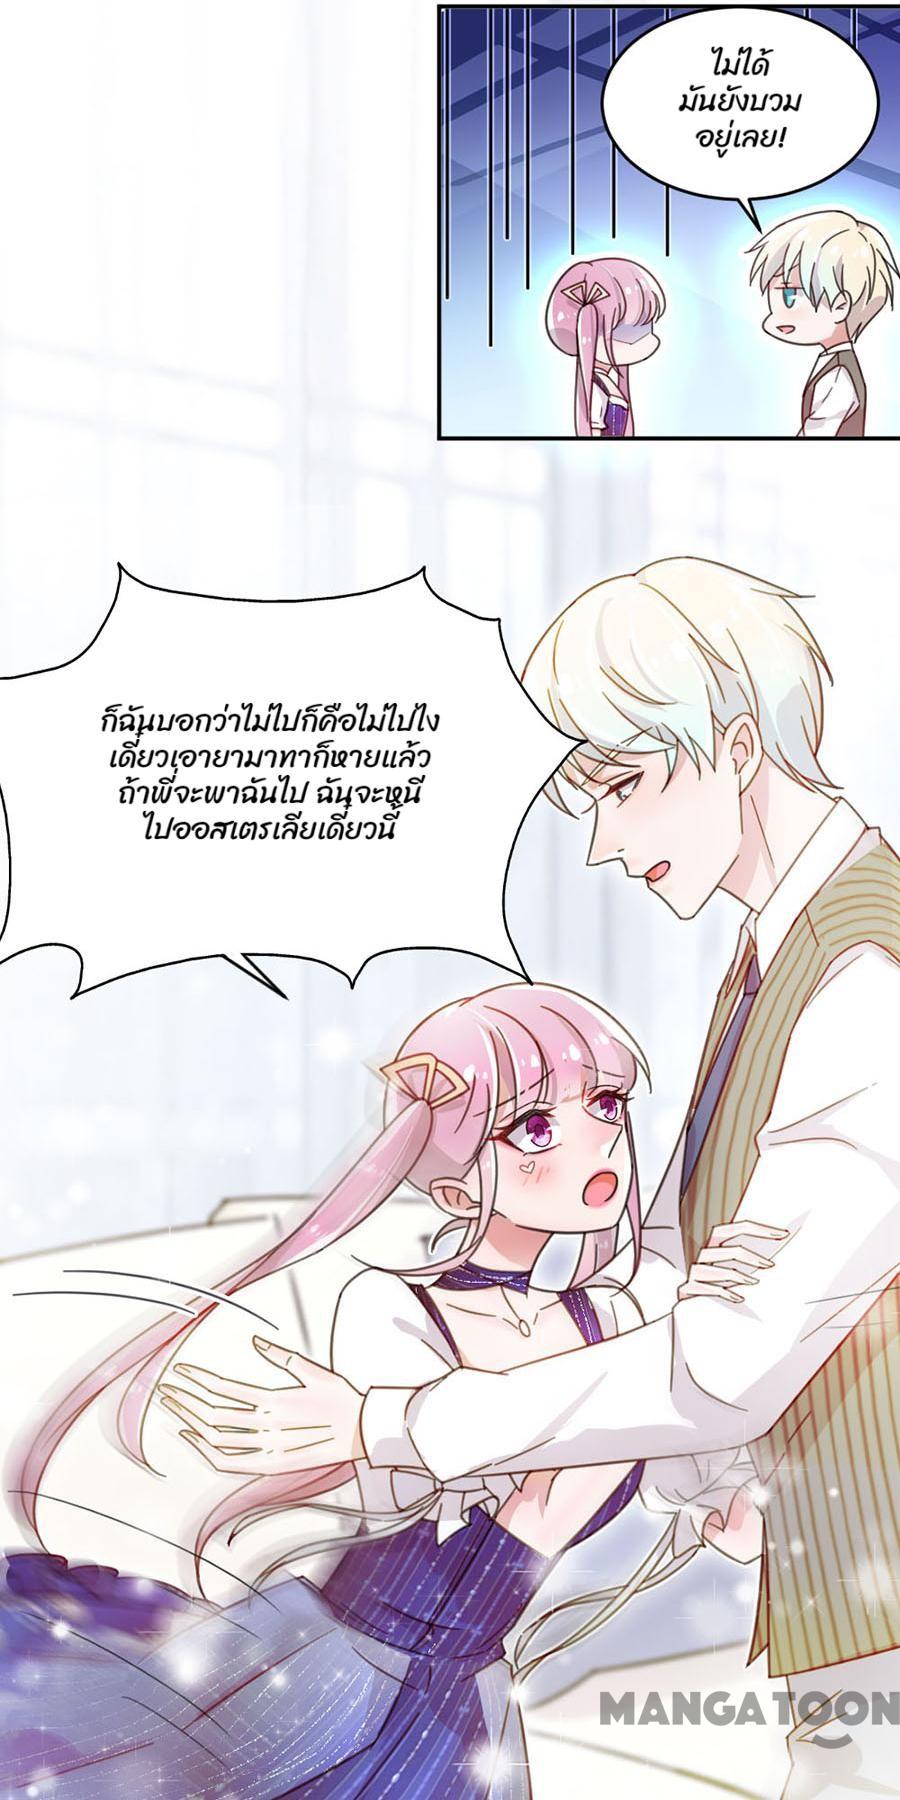 ไม่ได้
มันยังบวม
อยู่เลย!
ก็ฉันบอกว่าไม่ไปก็คือไม่ไปไง
เดี๋ยวเอายามาทาก็หายแล้ว
ถ้าพี่จะพาฉันไป ฉันจะหนี
ไปออสเตรเลียเดี๋ยวนี้
MANGATOON